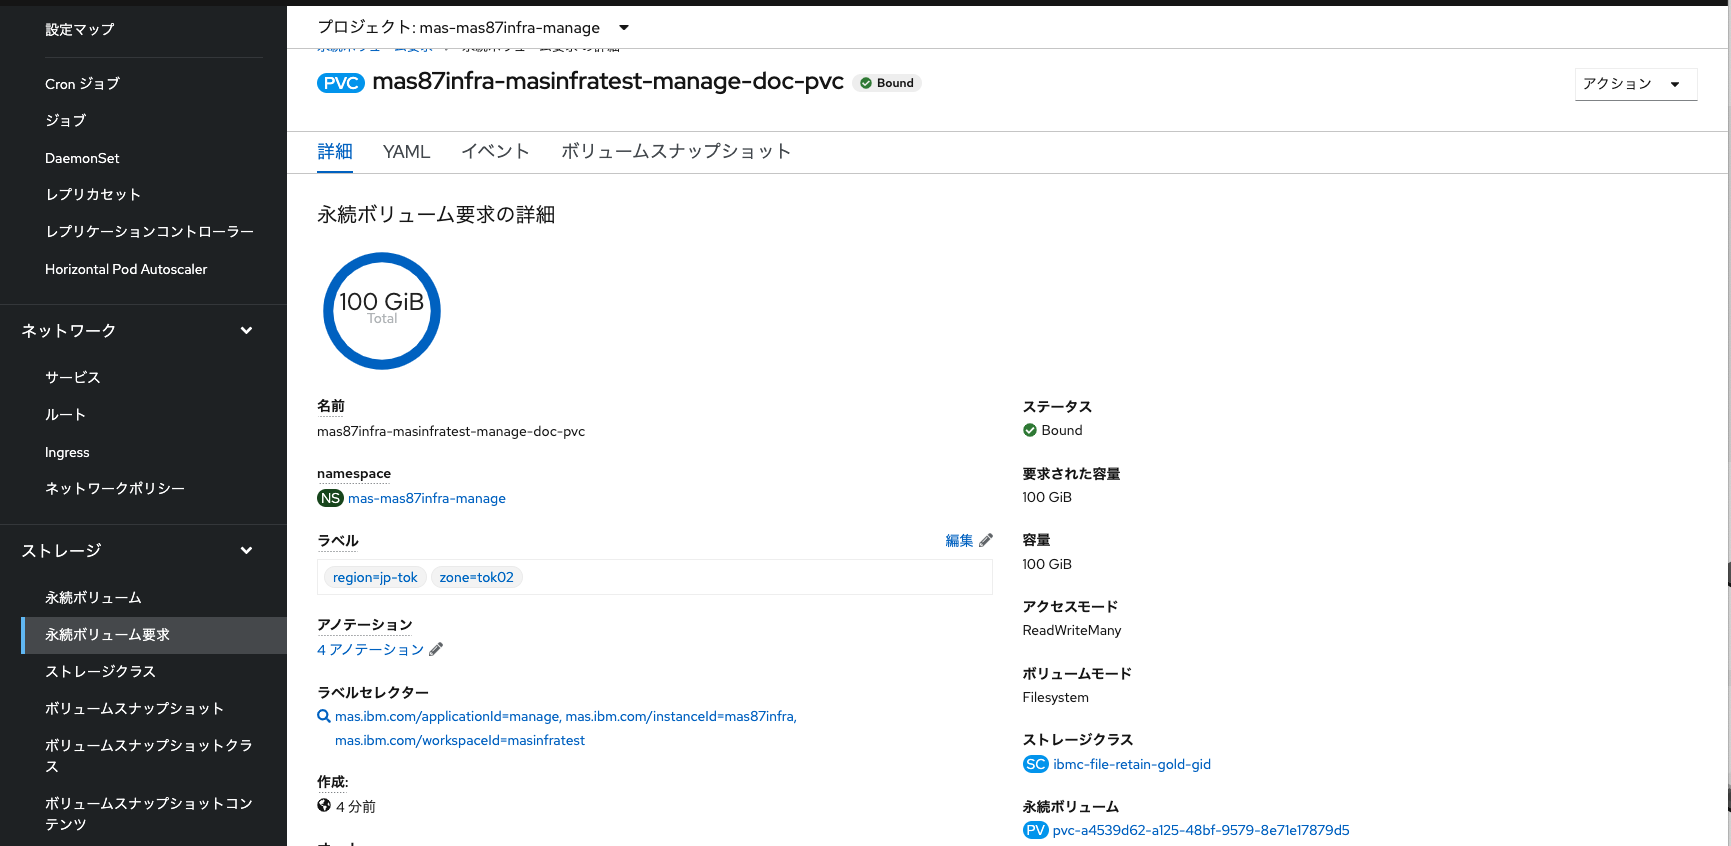 設定マップ
Cron ジョブ
ジョブ
DaemonSet
レプリカセット
レプリケーションコントローラー
Horizontal Pod Autoscaler
ネットワーク
サービス
ルート
Ingress
ネットワークポリシー
ストレージ
永続ボリューム
永続ボリューム要求
ストレージクラス
ボリュームスナップショット
ボリュームスナップショットクラ
ス
ボリュームスナップショットコン
テンツ
プロジェクト: mas-mas87infra-manage
PVC mas87infra-masinfratest-manage-doc-pvc Bound
アクション
詳細 YAML イベント ボリュームスナップショット
永続ボリューム要求の詳細
100 GiB
Total
名前
mas87infra-masinfratest-manage-doc-pvc
namespace
NS mas-mas87infra-manage
ラベル 編集
region=jp-tok zone=tok02
アノテーション
4 アノテーション
ラベルセレクター
mas.ibm.com/applicationId=manage, mas.ibm.com/instanceId=mas87infra,
mas.ibm.com/workspaceId=masinfratest
作成:
4 分前
ステータス
Bound
要求された容量
100 GiB
容量
100 GiB
アクセスモード
ReadWriteMany
ボリュームモード
Filesystem
ストレージクラス
SC ibmc-file-retain-gold-gid
永続ボリューム
PV pvc-a4539d62-a125-48bf-9579-8e71e17879d5